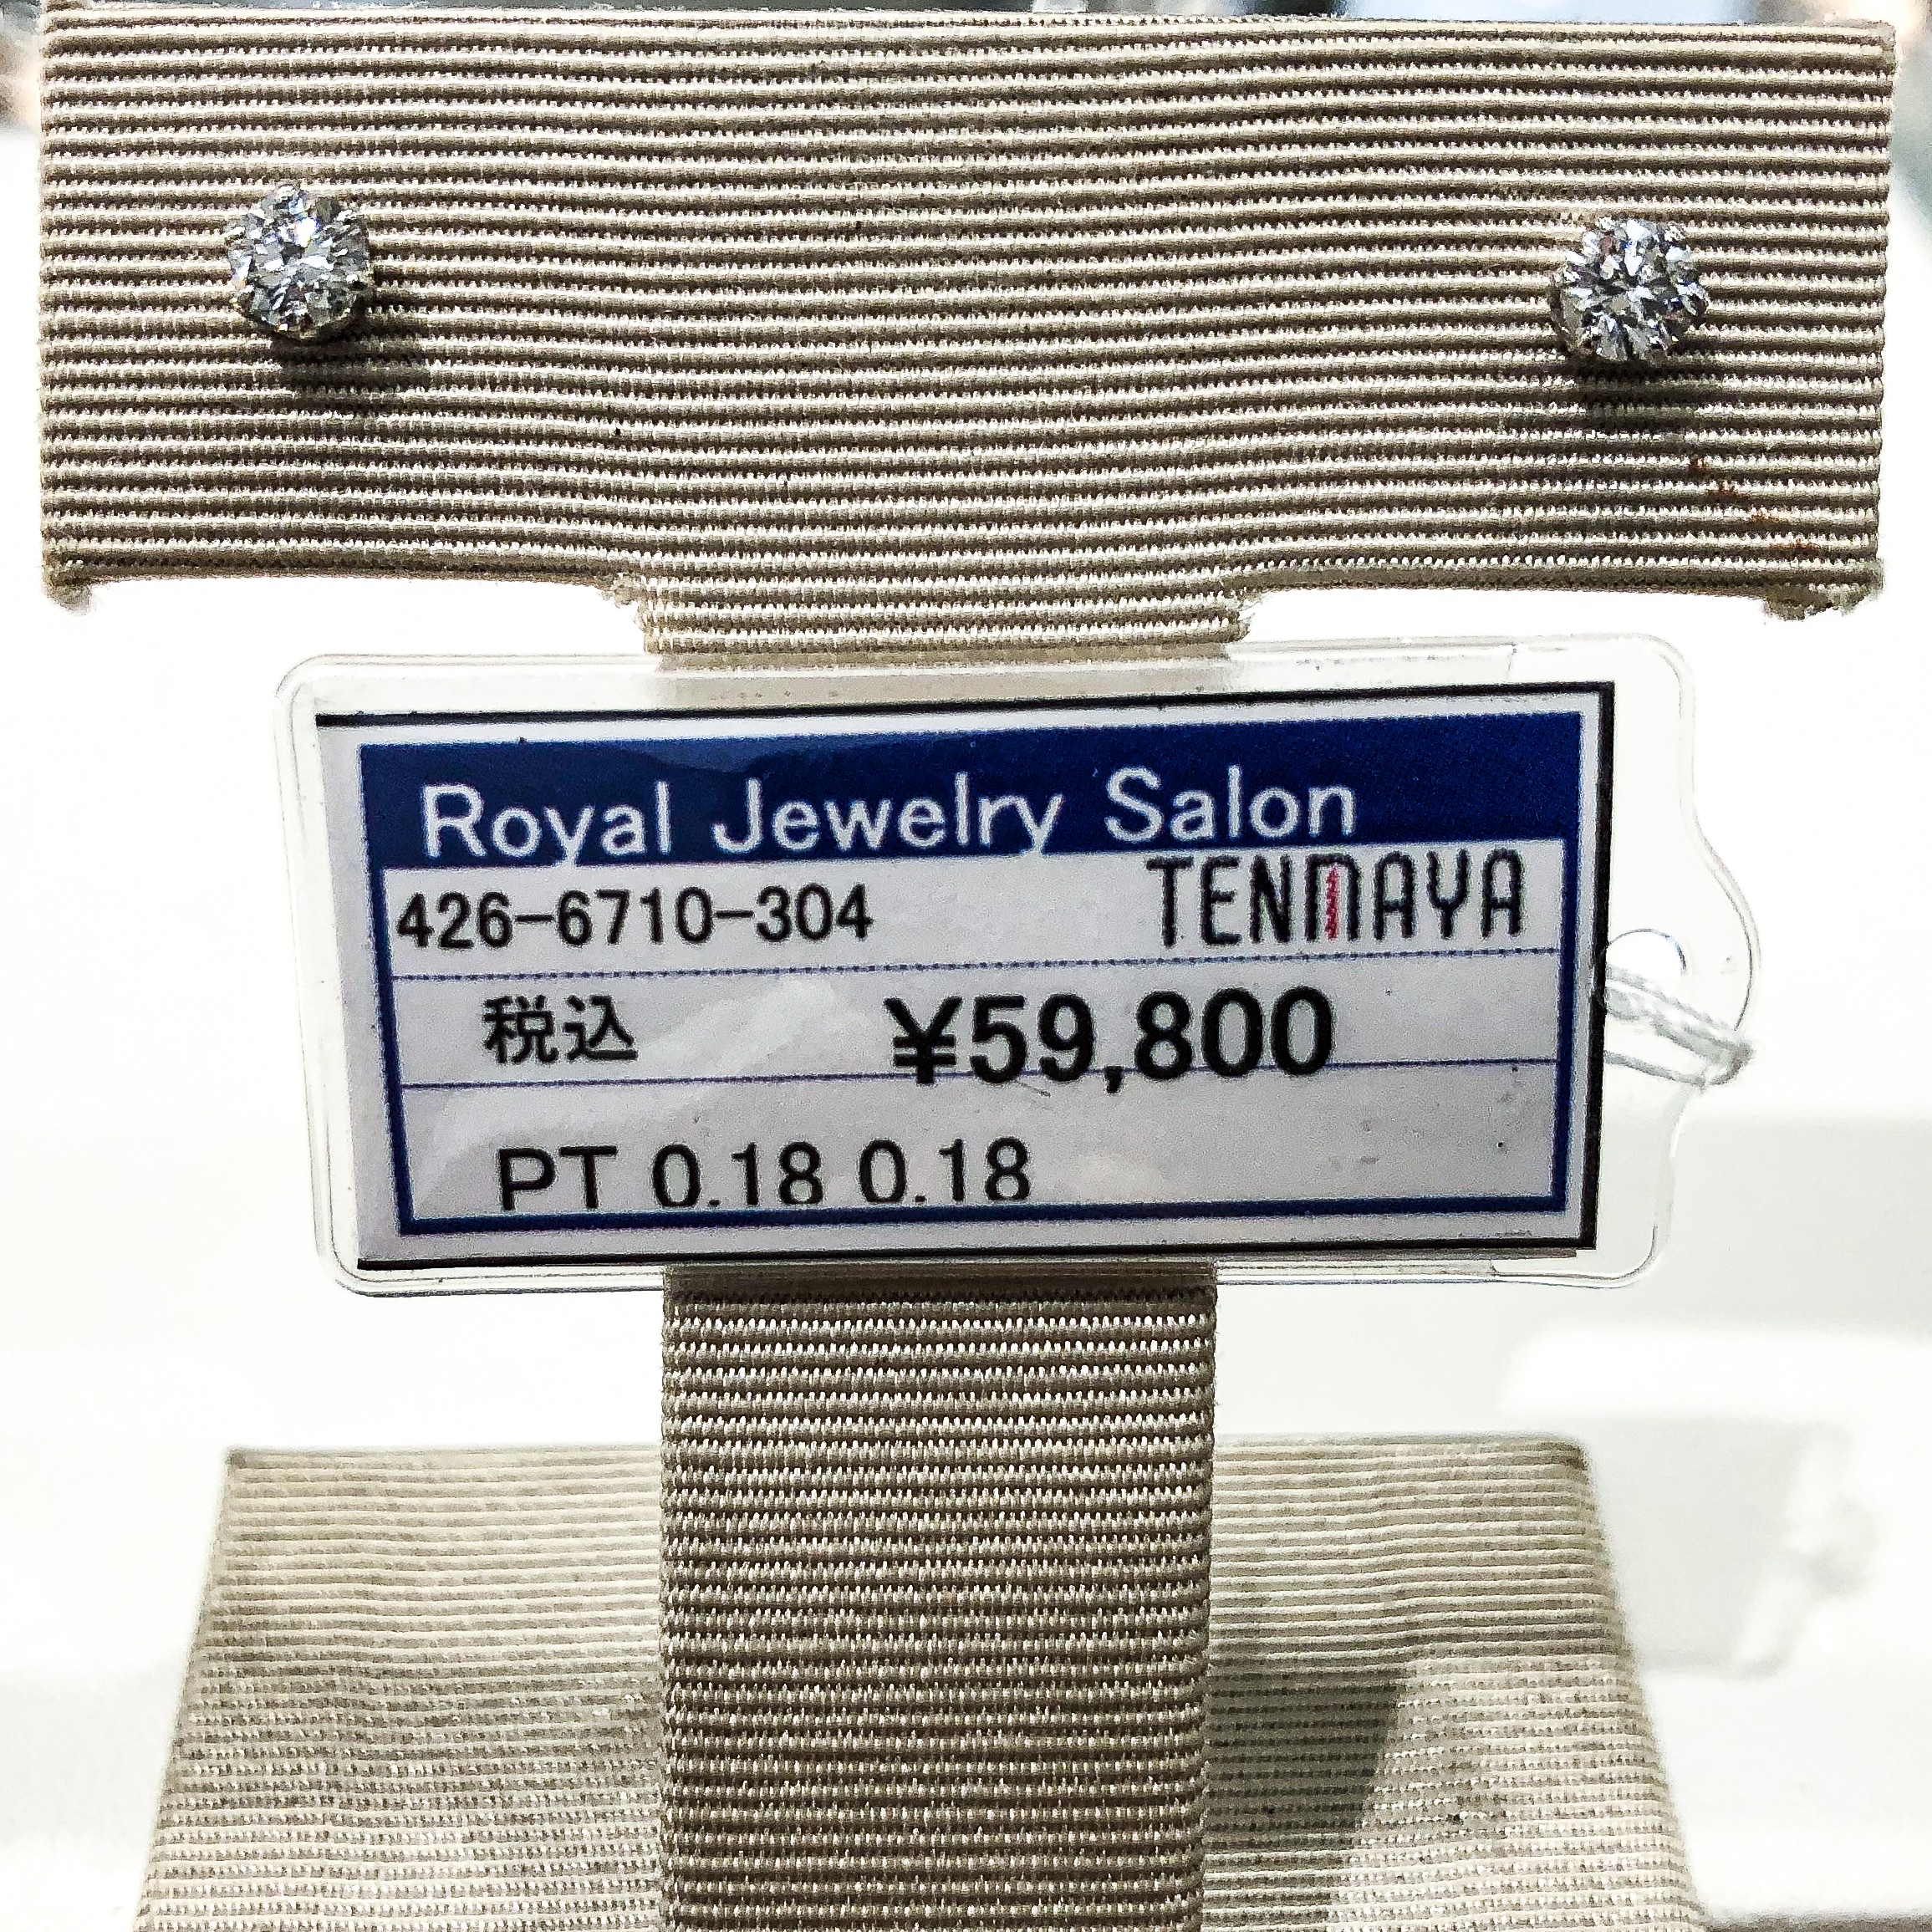 Royal Jewelry Salon
426-6710-304 TENMAYA
税込 ¥59,800
PT 0.18 0.18